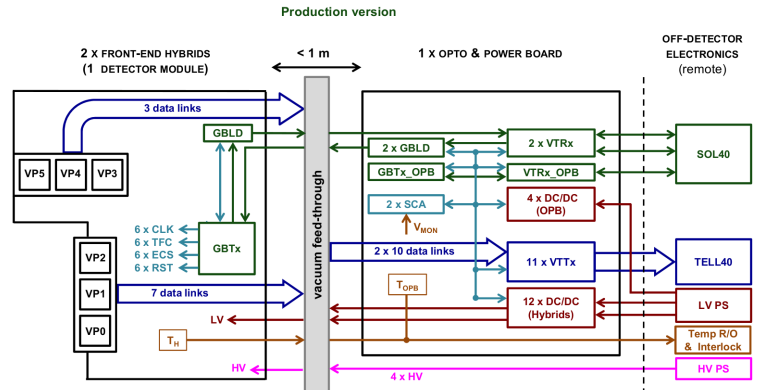 Production version
2 x FRONT-END HYBRIDS
(1 DETECTOR MODULE)
< 1 m
1 x OPTO & POWER BOARD
OFF-DETECTOR
ELECTRONICS
(remote)
3 data links
GBLD
2 x GBLD
2 x VTRx
SOL40
VP5
VP4
VP3
GBTx_OPB
VTRx_OPB
2 x SCA
4 x DC/DC
(OPB)
VMON
6 x CLK
6 x TFC
6 x ECS
6 x RST
GBTx
vacuum feed-through
2 x 10 data links
11 x VTTx
TELL40
VP2
VP1
VP0
7 data links
TOPB
12 x DC/DC
(Hybrids)
LV PS
LV
TH
Temp R/O
& Interlock
HV
4 x HV
HV PS